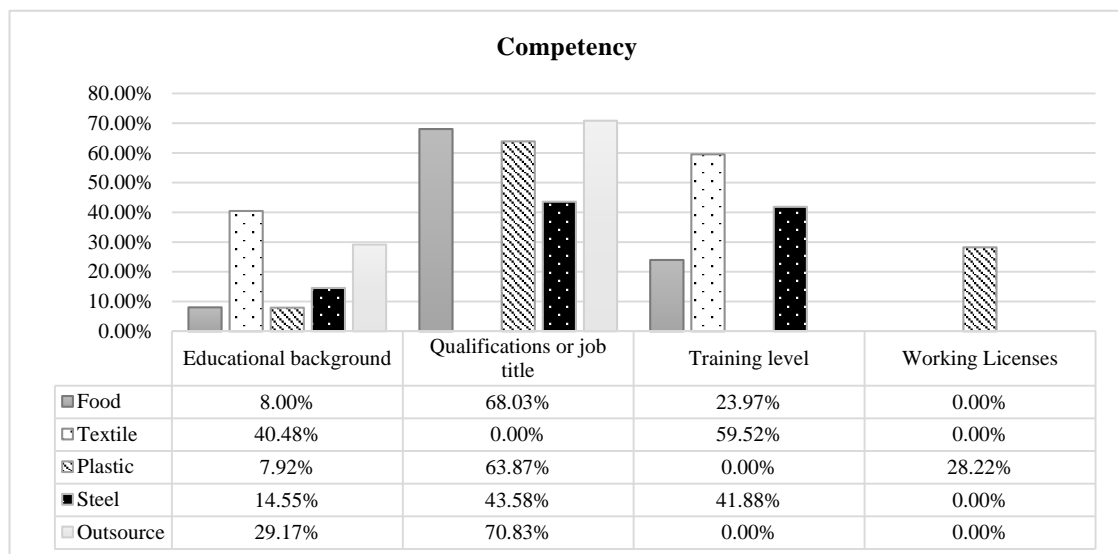 Competency
80.00%
70.00%
60.00%
50.00%
40.00%
30.00%
20.00%
10.00%
0.00%
Educational background
Qualifications or job
title
Training level
Working Licenses
Food 8.00% 68.03% 23.97% 0.00%
Textile 40.48% 0.00% 59.52% 0.00%
Plastic 7.92% 63.87% 0.00% 28.22%
Steel 14.55% 43.58% 41.88% 0.00%
Outsource 29.17% 70.83% 0.00% 0.00%